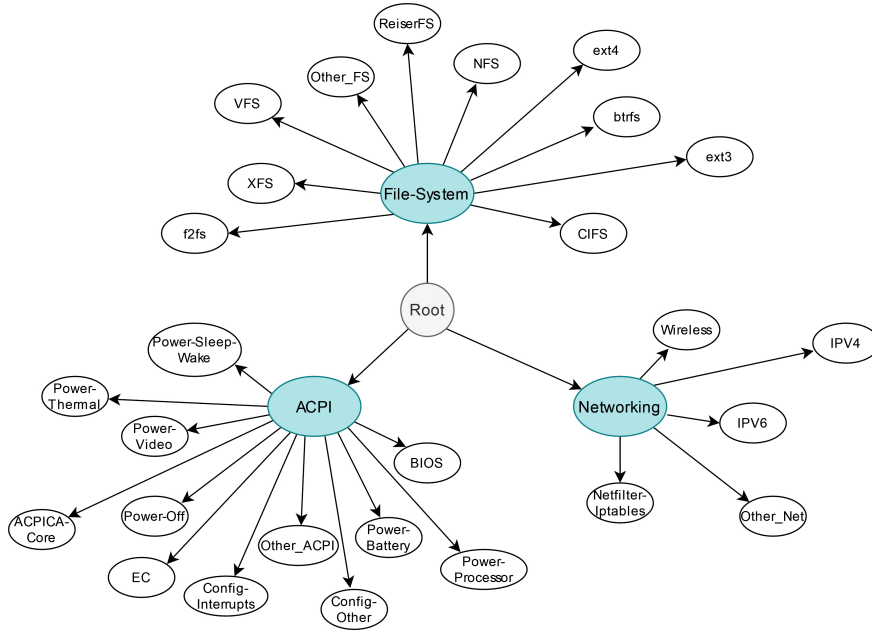 ReiserFS
ext4
NFS
Other_FS
VFS
btrfs
ext3
XFS
File-System
f2fs
CIFS
Root
Wireless
IPV4
Power-Sleep-
Wake
Power-
Thermal
ACPI
Networking
IPV6
Power-
Video
BIOS
Netfilter-
Iptables
Other_Net
ACPICA-
Core
Power-Off
Other_ACPI
Power-
Battery
EC
Power-
Processor
Config-
Interrupts
Config-
Other